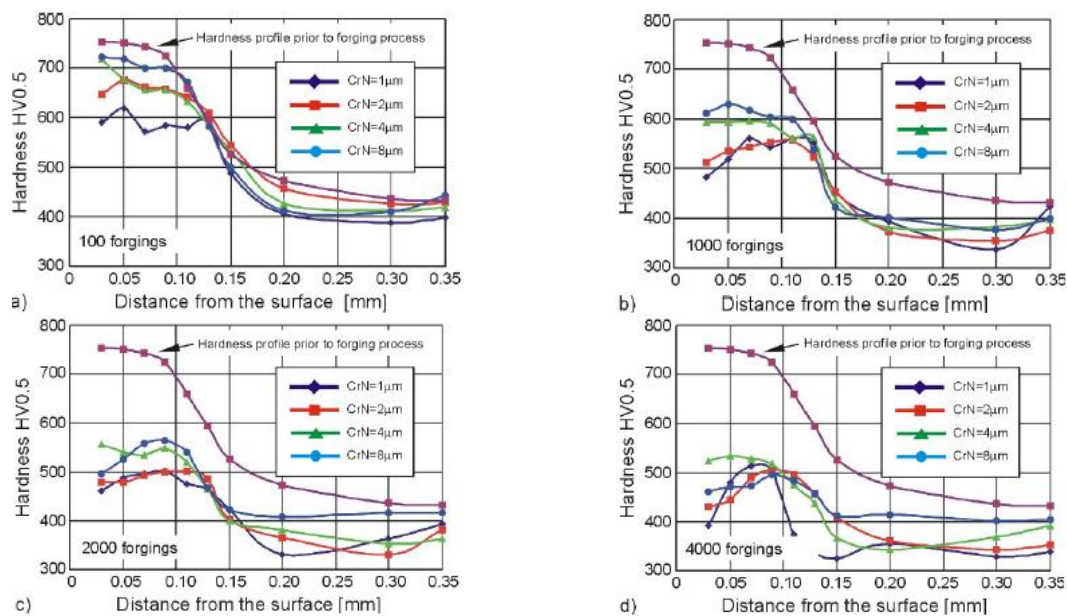 800
700
600
500
400
300
Hardness HV0.5
Hardness profile prior to forging process
CrN=1µm
CrN=2µm
CrN=4µm
CrN=8µm
100 forgings
0 0.05 0.10 0.15 0.20 0.25 0.30 0.35
a) Distance from the surface [mm]
800
700
600
500
400
300
Hardness HV0.5
Hardness profile prior to forging process
CrN=1µm
CrN=2µm
CrN=4µm
CrN=8µm
1000 forgings
0 0.05 0.10 0.15 0.20 0.25 0.30 0.35
b) Distance from the surface [mm]
800
700
600
500
400
300
Hardness HV0.5
Hardness profile prior to forging process
CrN=1µm
CrN=2µm
CrN=4µm
CrN=8µm
2000 forgings
0 0.05 0.10 0.15 0.20 0.25 0.30 0.35
c) Distance from the surface [mm]
800
700
600
500
400
300
Hardness HV0.5
Hardness profile prior to forging process
CrN=1µm
CrN=2µm
CrN=4µm
CrN=8µm
4000 forgings
0 0.05 0.10 0.15 0.20 0.25 0.30 0.35
d) Distance from the surface [mm]